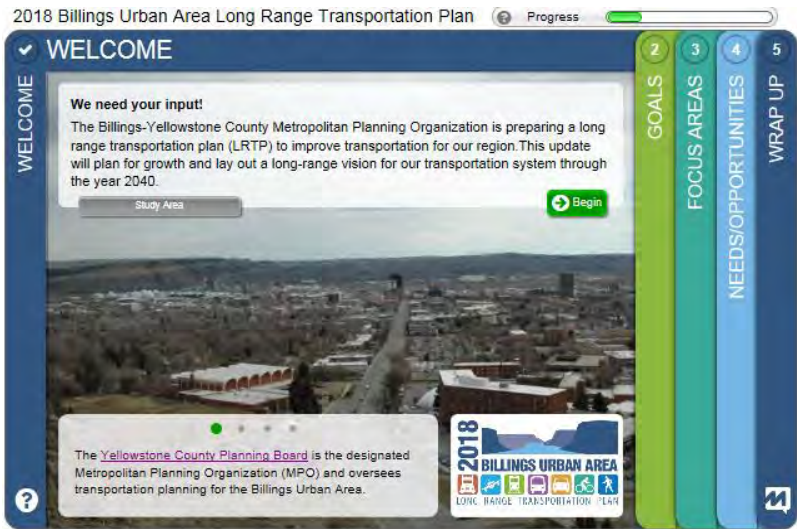 2018 Billings Urban Area Long Range Transportation Plan
? Progress
WELCOME
WELCOME
We need your input!
The Billings-Yellowstone County Metropolitan Planning Organization is preparing a long
range transportation plan (LRTP) to improve transportation for our region.This update
will plan for growth and lay out a long-range vision for our transportation system through
the year 2040.
Study Area
Begin
The Yellowstone County Planning Board is the designated
Metropolitan Planning Organization (MPO) and oversees
transportation planning for the Billings Urban Area.
2018
BILLINGS URBAN AREA
LONG RANGE TRANSPORTATION PLAN
2
GOALS
3
FOCUS AREAS
4
NEEDS/OPPORTUNITIES
5
WRAP UP
?